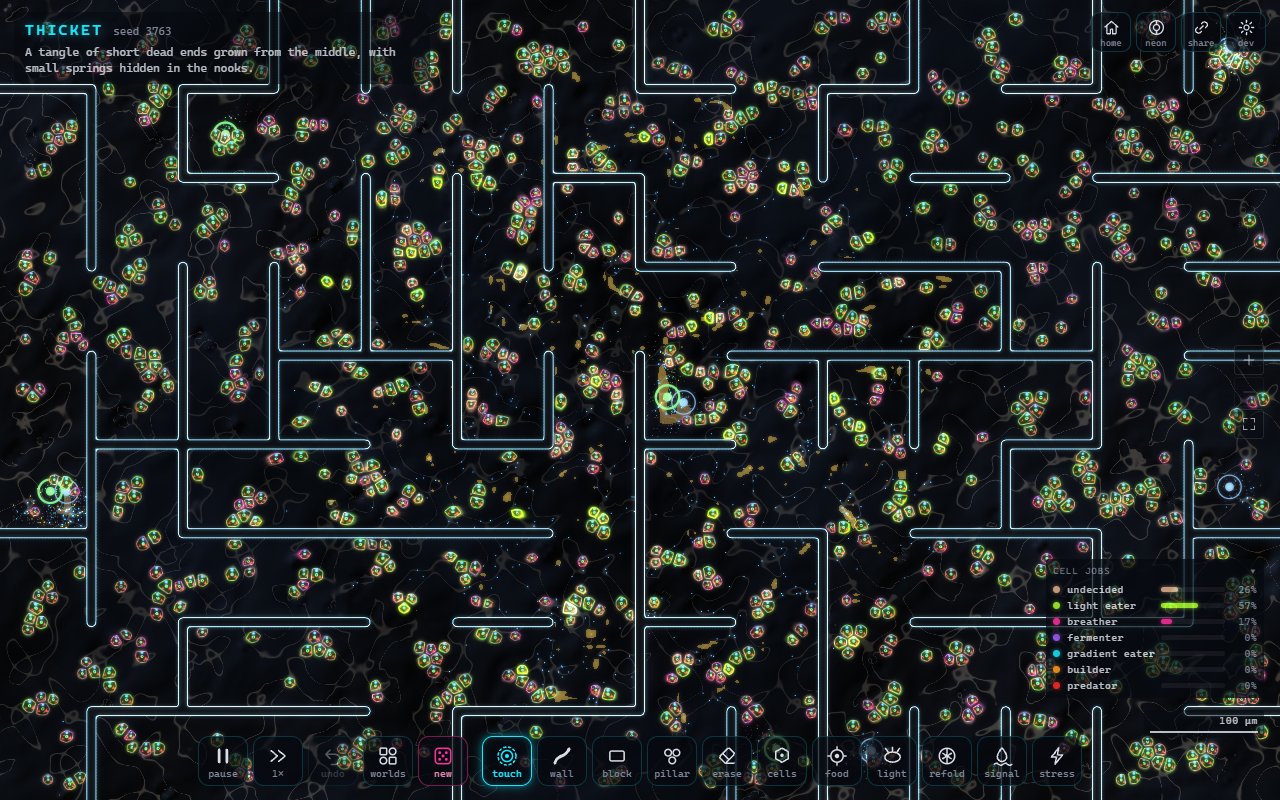 THICKET seed 3763
A tangle of short dead ends grown from the middle, with
small springs hidden in the nooks.
home neon share dev
CELL JOBS
undecided 26%
light eater 57%
breather 17%
fermenter 0%
gradient eater 0%
builder 0%
predator 0%
100 µm
pause 1× undo worlds new touch wall block pillar erase cells food light refold signal stress